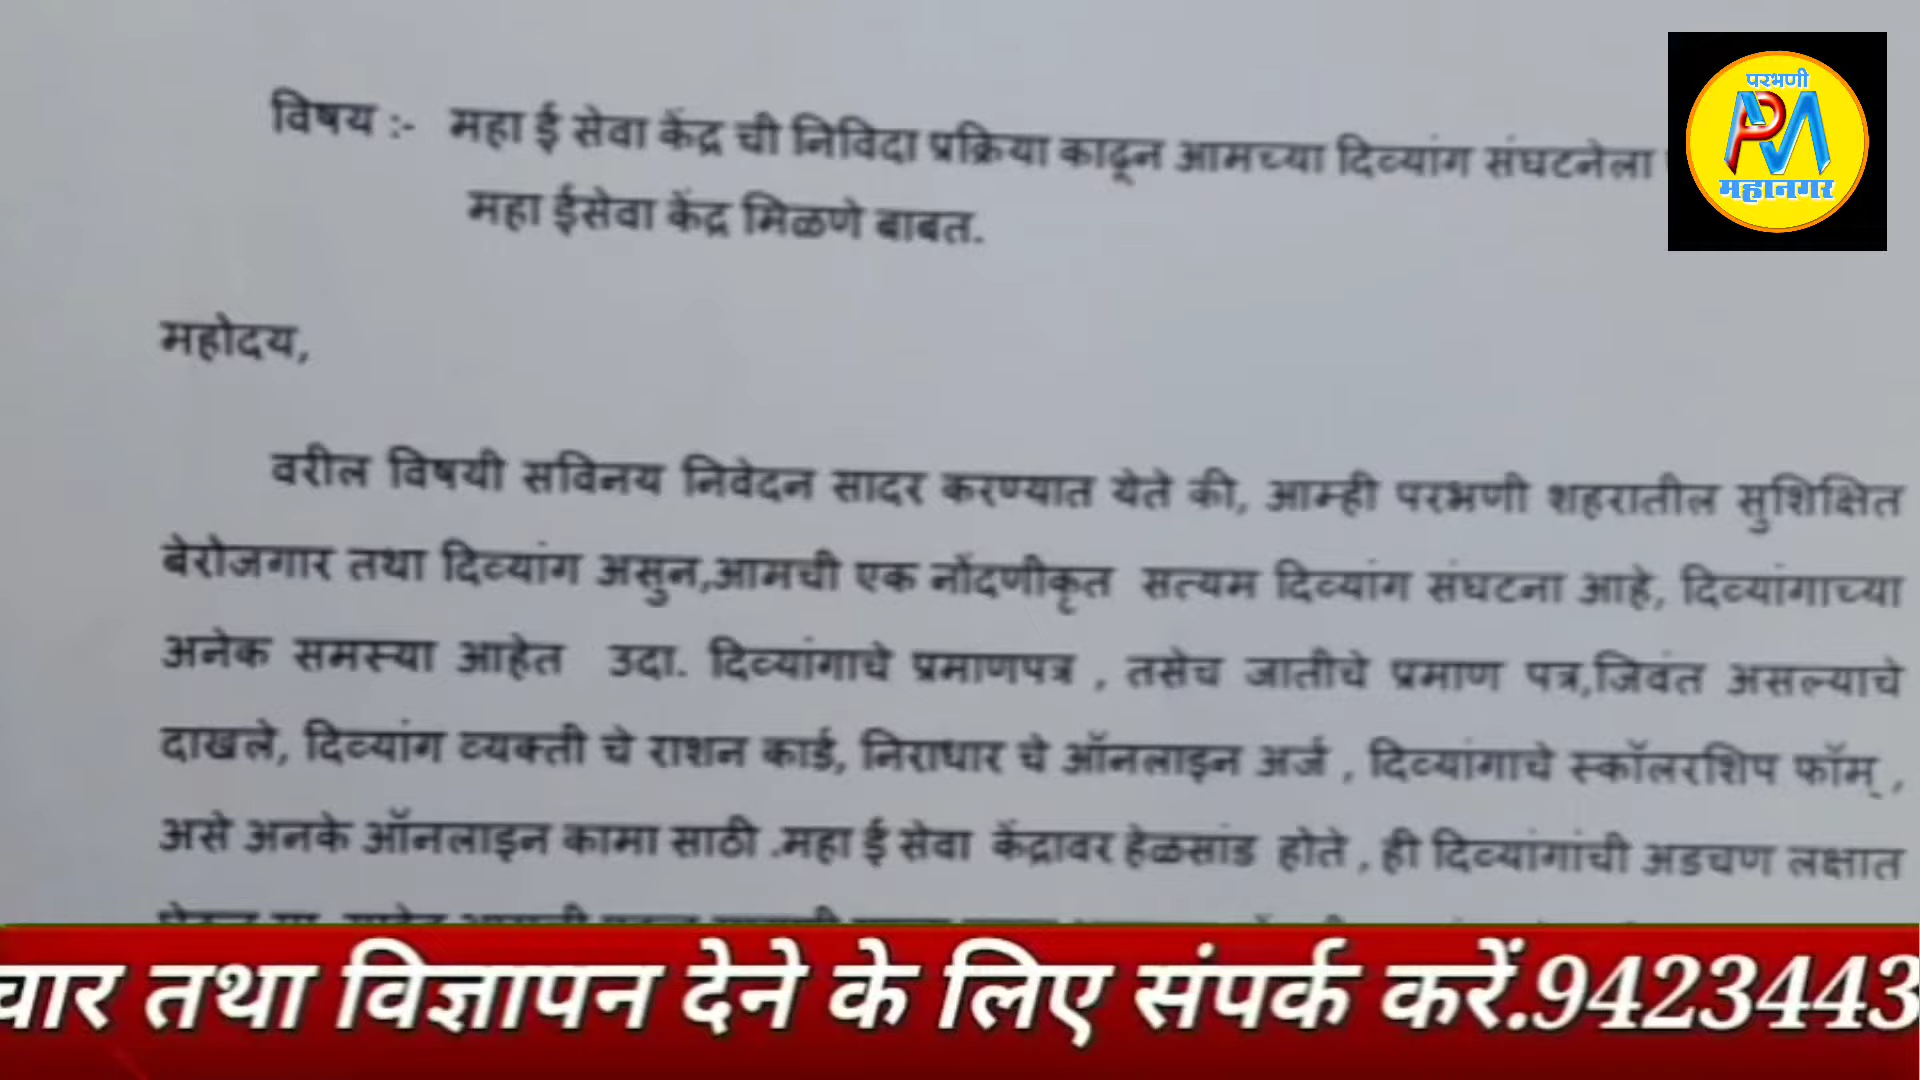 परभणी
PM
महानगर
विषय :- महा ई सेवा केंद्र ची निविदा प्रक्रिया काढून आमच्या दिव्यांग संघटनेला
महा ईसेवा केंद्र मिळणे बाबत.
महोदय,
वरील विषयी सविनय निवेदन सादर करण्यात येते की, आम्ही परभणी शहरातील सुशिक्षित
बेरोजगार तथा दिव्यांग असुन,आमची एक नोंदणीकृत सत्यम दिव्यांग संघटना आहे, दिव्यांगाच्या
अनेक समस्या आहेत उदा. दिव्यांगाचे प्रमाणपत्र , तसेच जातीचे प्रमाण पत्र,जिवंत असल्याचे
दाखले, दिव्यांग व्यक्ती चे राशन कार्ड, निराधार चे ऑनलाइन अर्ज , दिव्यांगाचे स्कॉलरशिप फॉम् ,
असे अनके ऑनलाइन कामा साठी .महा ई सेवा केंद्रावर हेळसांड होते , ही दिव्यांगांची अडचण लक्षात
चार तथा विज्ञापन देने के लिए संपर्क करें.9423443